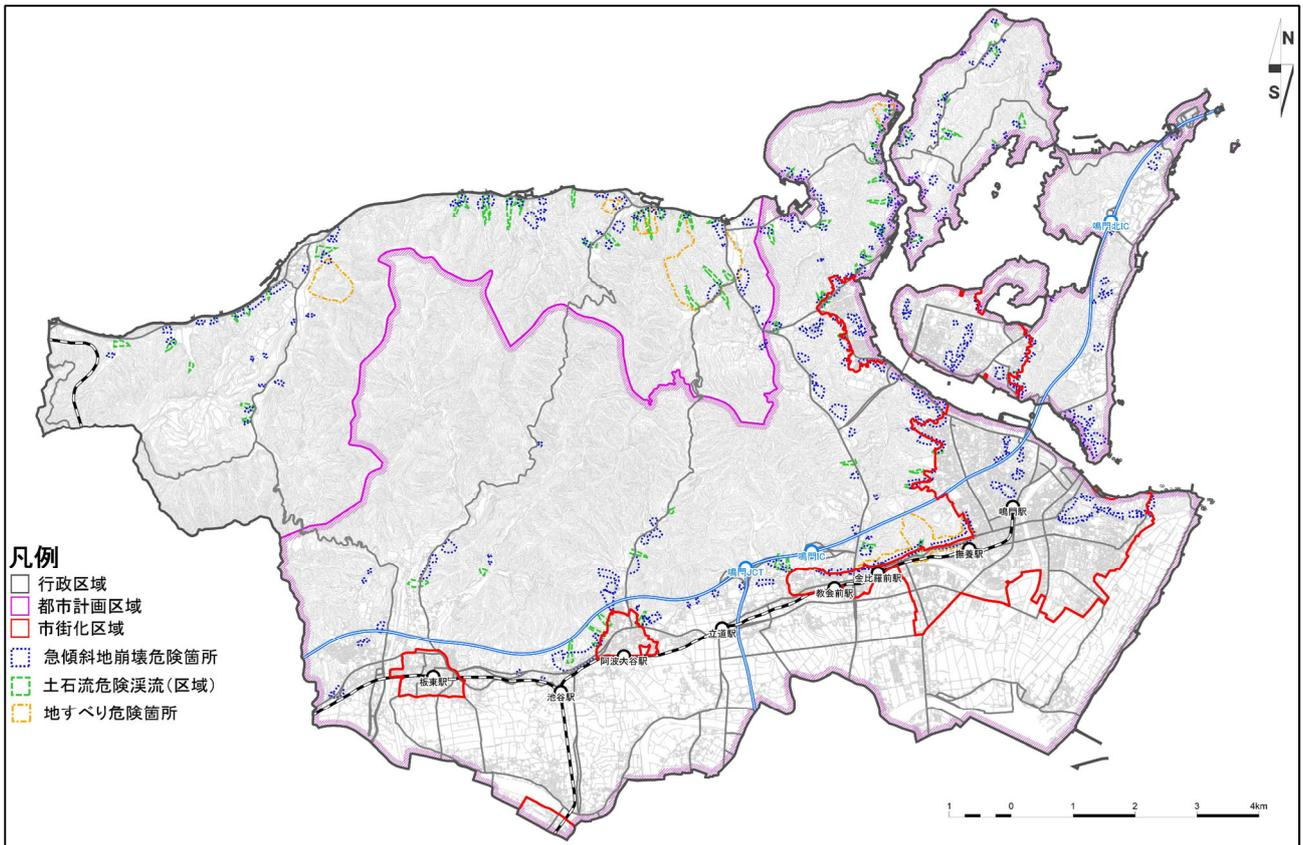 N
S
鳴門北IC
鳴門駅
撫養駅
鳴門IC
鳴門JCT
金比羅前駅
教会前駅
立道駅
阿波大谷駅
板東駅
池谷駅
凡例
行政区域
都市計画区域
市街化区域
急傾斜地崩壊危険箇所
土石流危険渓流(区域)
地すべり危険箇所
1 0 1 2 3 4km